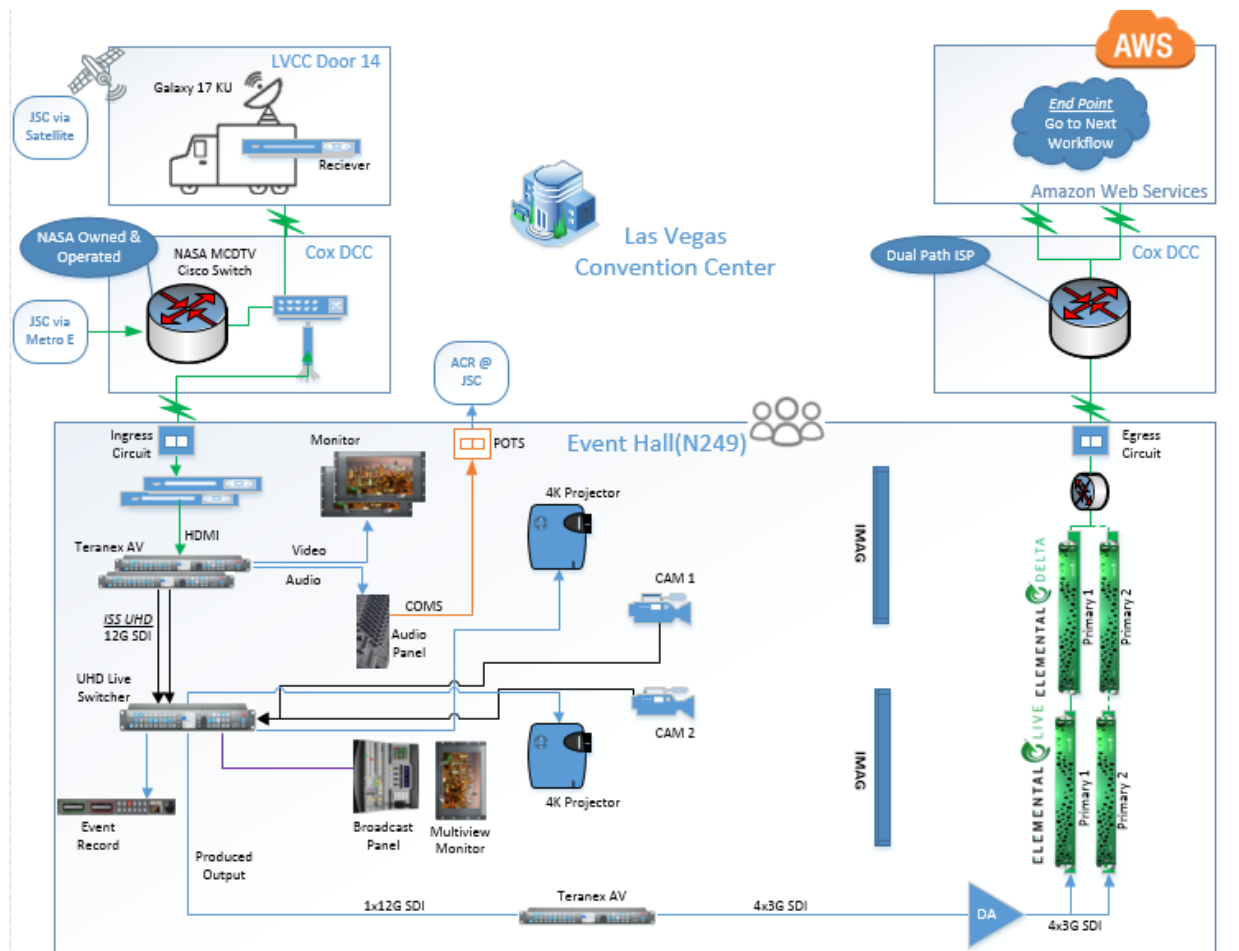 LVCC Door 14
Galaxy 17 KU
JSC via
Satellite
Reciever
AWS
End Point
Go to Next
Workflow
Amazon Web Services
NASA Owned &
Operated
NASA MCDTV
Cisco Switch
Cox DCC
JSC via
Metro E
Las Vegas
Convention Center
Dual Path ISP
Cox DCC
ACR @
JSC
Ingress
Circuit
Monitor
POTS
Event Hall(N249)
Egress
Circuit
4K Projector
HDMI
Teranex AV
Video
Audio
COMS
CAM 1
IMAG
ISS UHD
12G SDI
Audio
Panel
UHD Live
Switcher
CAM 2
4K Projector
IMAG
ELEMENTAL DELTA
Primary 1
Primary 2
ELEMENTAL LIVE
Primary 1
Primary 2
Event
Record
Broadcast
Panel
Multiview
Monitor
Produced
Output
1x12G SDI
Teranex AV
4x3G SDI
DA
4x3G SDI